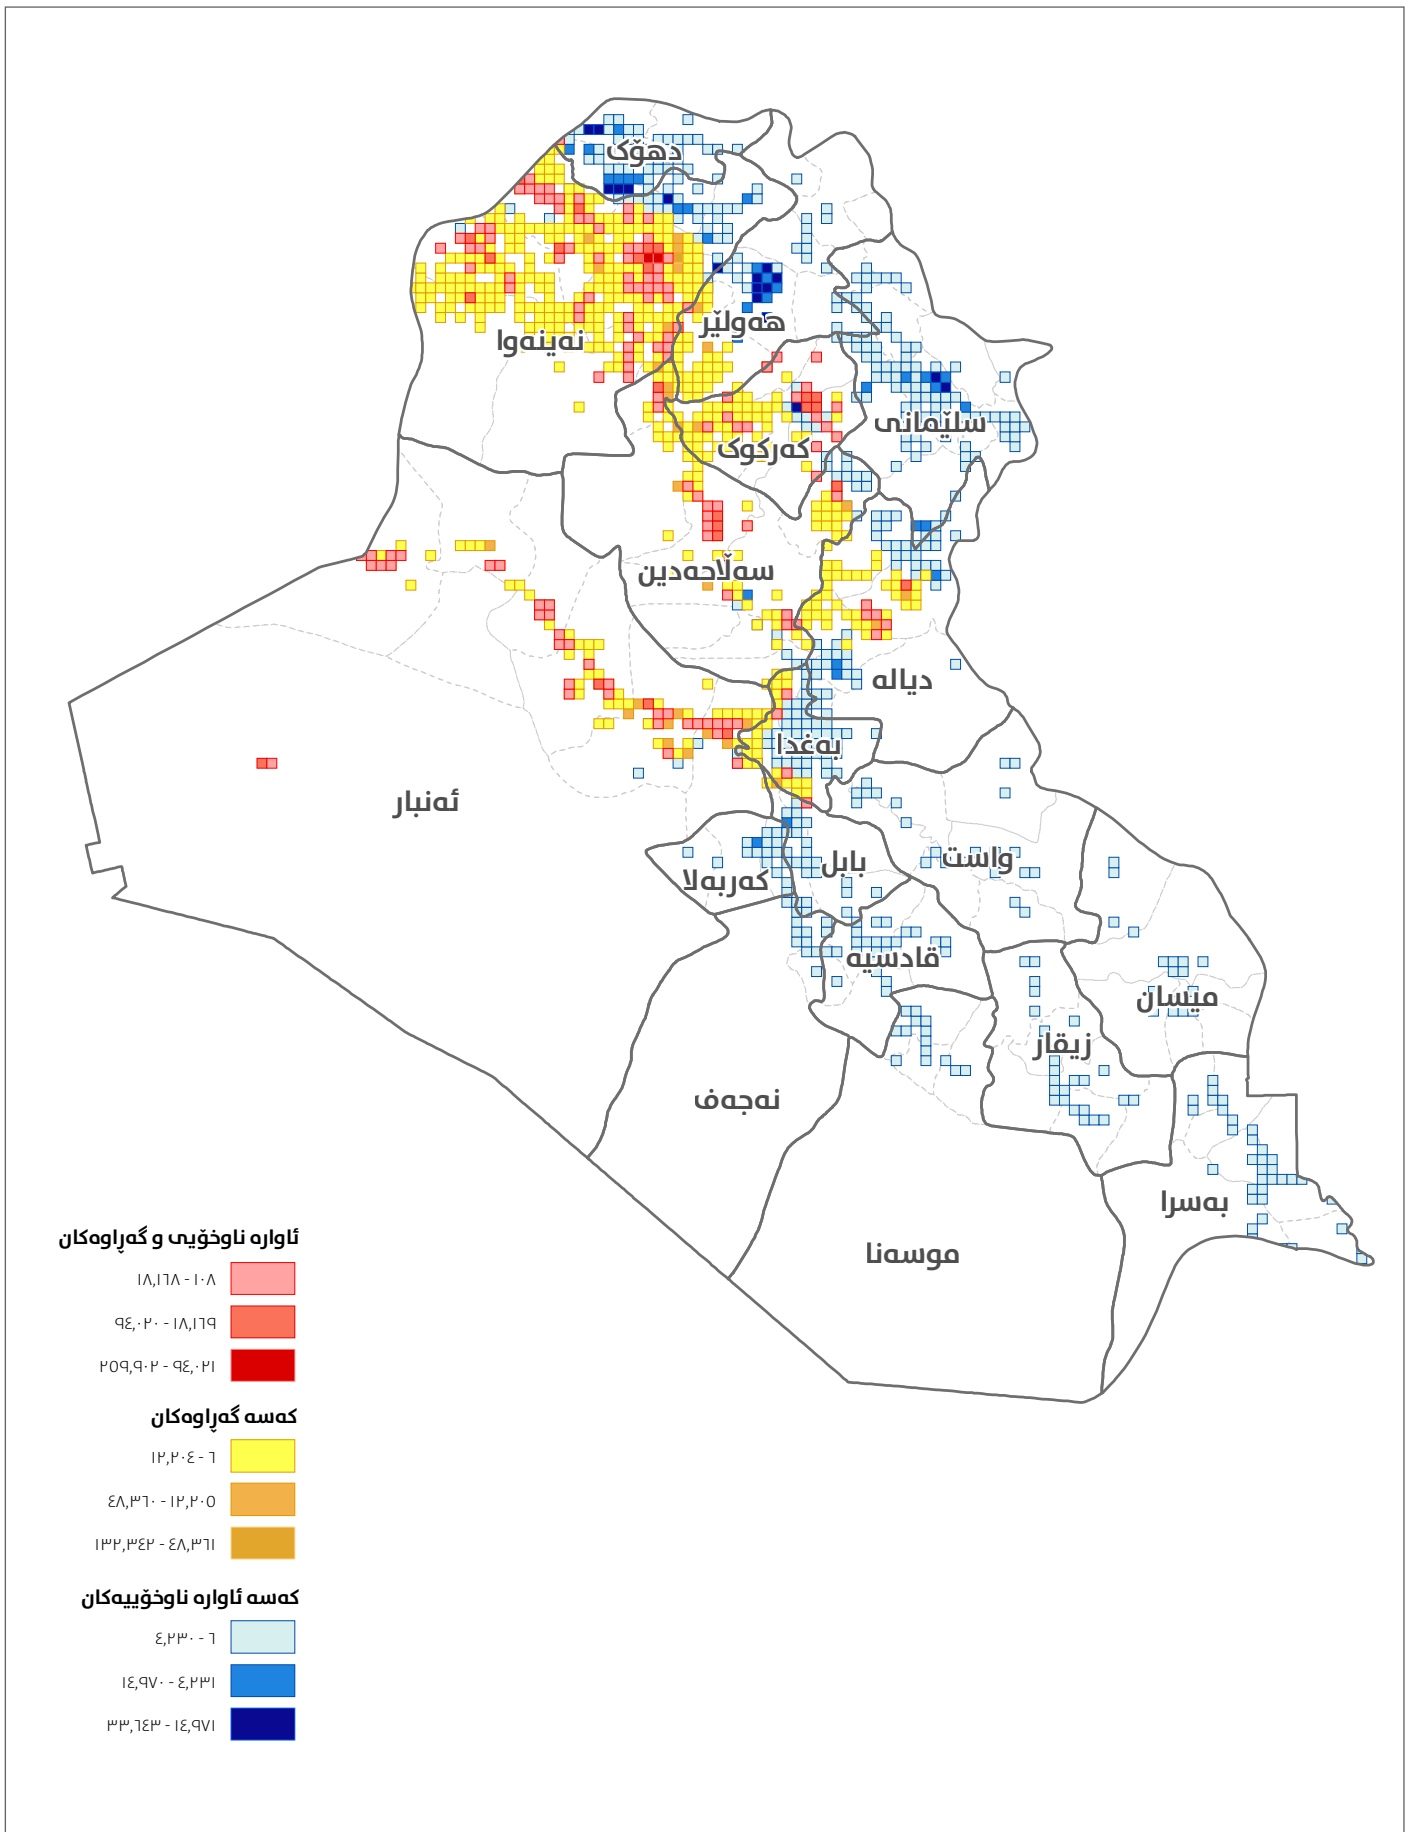 دهۆک
هەولێر
نەینەوا
سلێمانی
کەرکوک
سەڵاحەدین
دیالە
بەغدا
ئەنبار
واست
بابل
کەربەلا
قادسیە
میسان
زیقار
نەجەف
بەسرا
موسەنا
ئاوارە ناوخۆیی و گەڕاوەکان
١٠٨ - ١٨,١٦٨
١٨,١٦٩ - ٩٤,٠٢٠
٩٤,٠٢١ - ٢٥٩,٩٠٢
کەسە گەڕاوەکان
٦ - ١٢,٢٠٤
١٢,٢٠٥ - ٤٨,٣٦٠
٤٨,٣٦١ - ١٣٢,٣٤٢
کەسە ئاوارە ناوخۆییەکان
٦ - ٤,٢٣٠
٤,٢٣١ - ١٤,٩٧٠
١٤,٩٧١ - ٣٣,٦٤٣